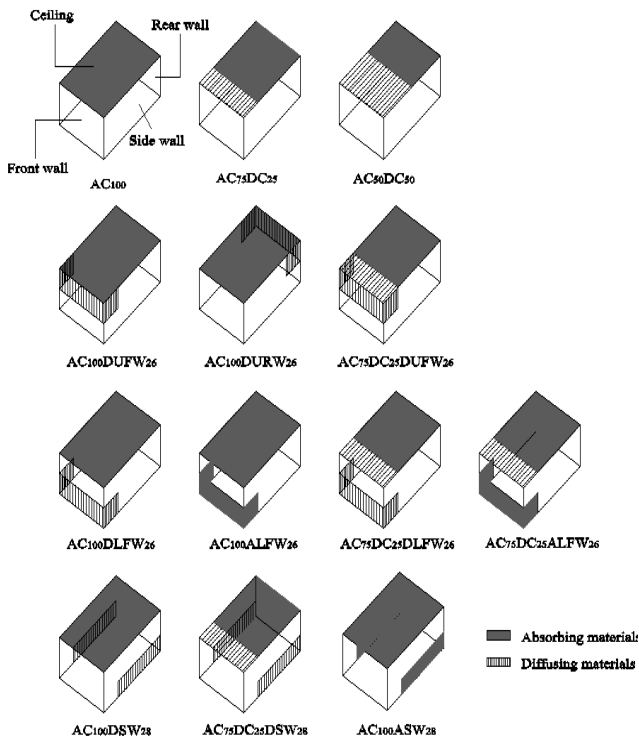 Ceiling
Rear wall
Side wall
Front wall
AC100
AC75DC25
AC50DC50
AC100DUFW26
AC100DURW26
AC75DC25DUFW26
AC100DLFW26
AC100ALFW26
AC75DC25DLFW26
AC75DC25ALFW26
Absorbing materials
Diffusing materials
AC100DSW28
AC75DC25DSW28
AC100ASW28